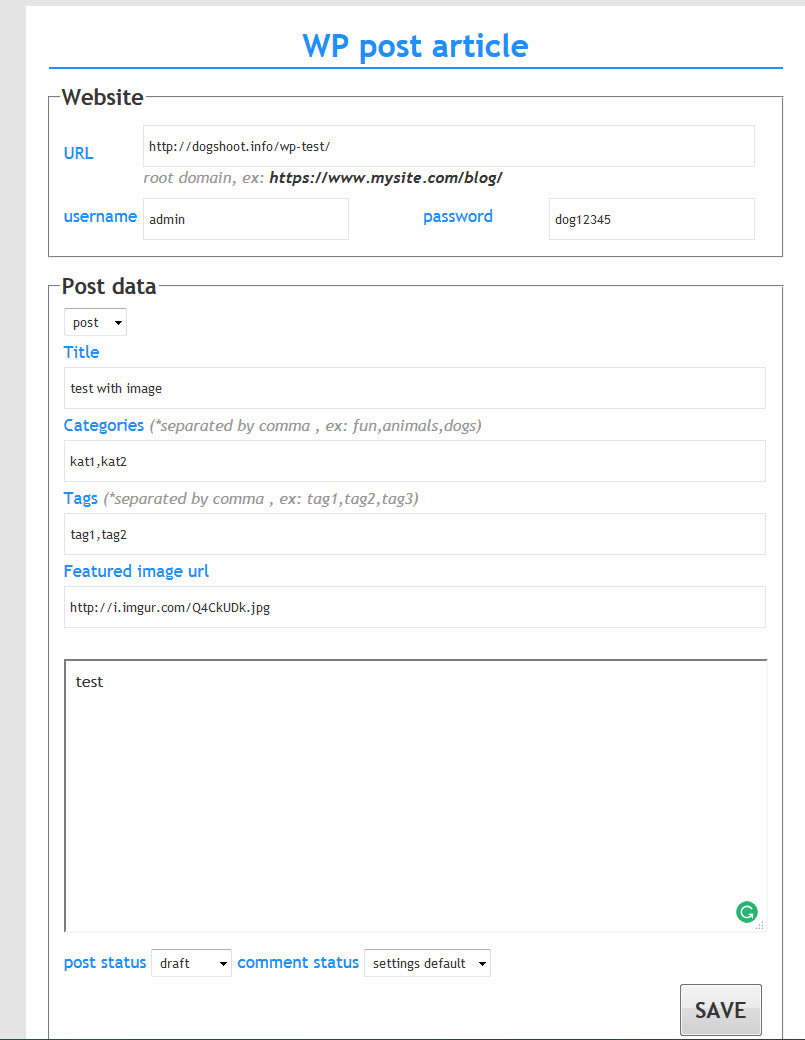 WP post article
Website
URL http://dogshoot.info/wp-test/
root domain, ex: https://www.mysite.com/blog/
username admin password dog12345
Post data
post
Title
test with image
Categories (*separated by comma , ex: fun,animals,dogs)
kat1,kat2
Tags (*separated by comma , ex: tag1,tag2,tag3)
tag1,tag2
Featured image url
http://i.imgur.com/Q4CkUDk.jpg
test
post status draft comment status settings default
SAVE